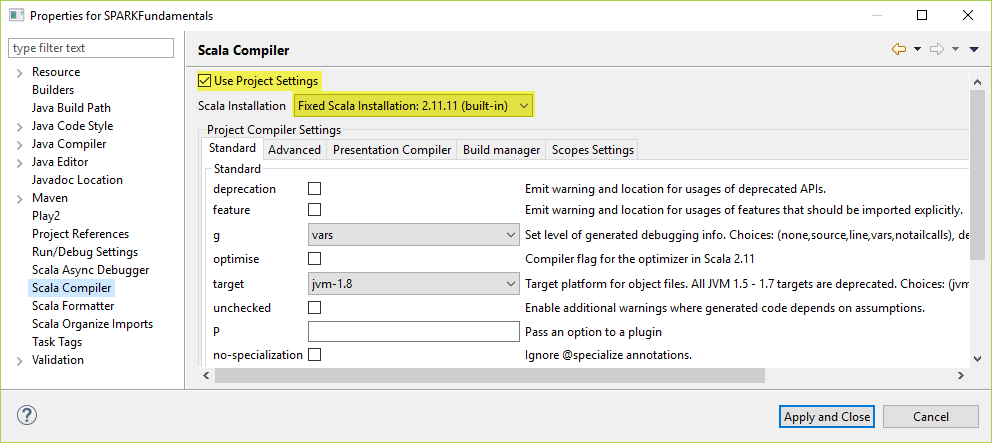 Properties for SPARKFundamentals
type filter text
Resource
Builders
Java Build Path
Java Code Style
Java Compiler
Java Editor
Javadoc Location
Maven
Play2
Project References
Run/Debug Settings
Scala Async Debugger
Scala Compiler
Scala Formatter
Scala Organize Imports
Task Tags
Validation
Scala Compiler
Use Project Settings
Scala Installation Fixed Scala Installation: 2.11.11 (built-in)
Project Compiler Settings
Standard Advanced Presentation Compiler Build manager Scopes Settings
Standard
deprecation Emit warning and location for usages of deprecated APIs.
feature Emit warning and location for usages of features that should be imported explicitly.
g vars Set level of generated debugging info. Choices: (none,source,line,vars,notailcalls), de
optimise Compiler flag for the optimizer in Scala 2.11
target jvm-1.8 Target platform for object files. All JVM 1.5 - 1.7 targets are deprecated. Choices: (jvm
unchecked Enable additional warnings where generated code depends on assumptions.
P Pass an option to a plugin
no-specialization Ignore @specialize annotations.
?
Apply and Close Cancel